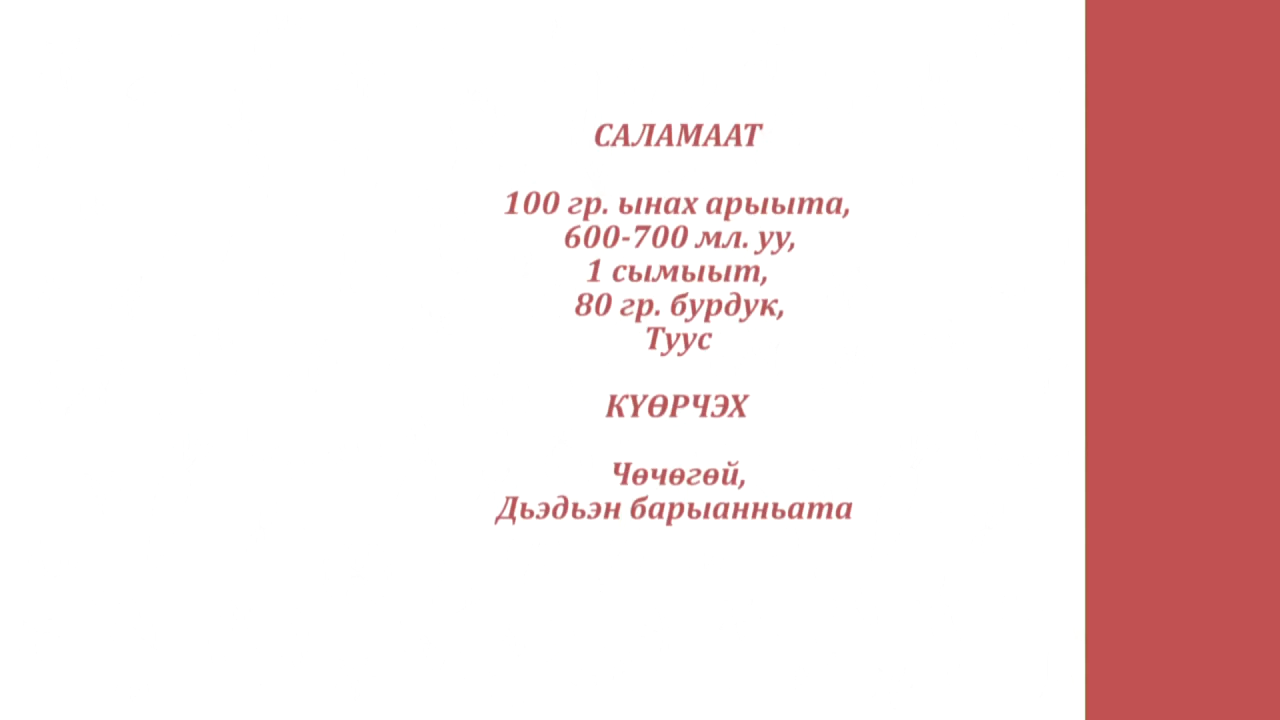 САЛАМААТ
100 гр. ынах арыыта,
600-700 мл. уу,
1 сымыыт,
80 гр. бурдук,
Туус
КҮӨРЧЭХ
Чөчөгөй,
Дьэдьэн барыанньата